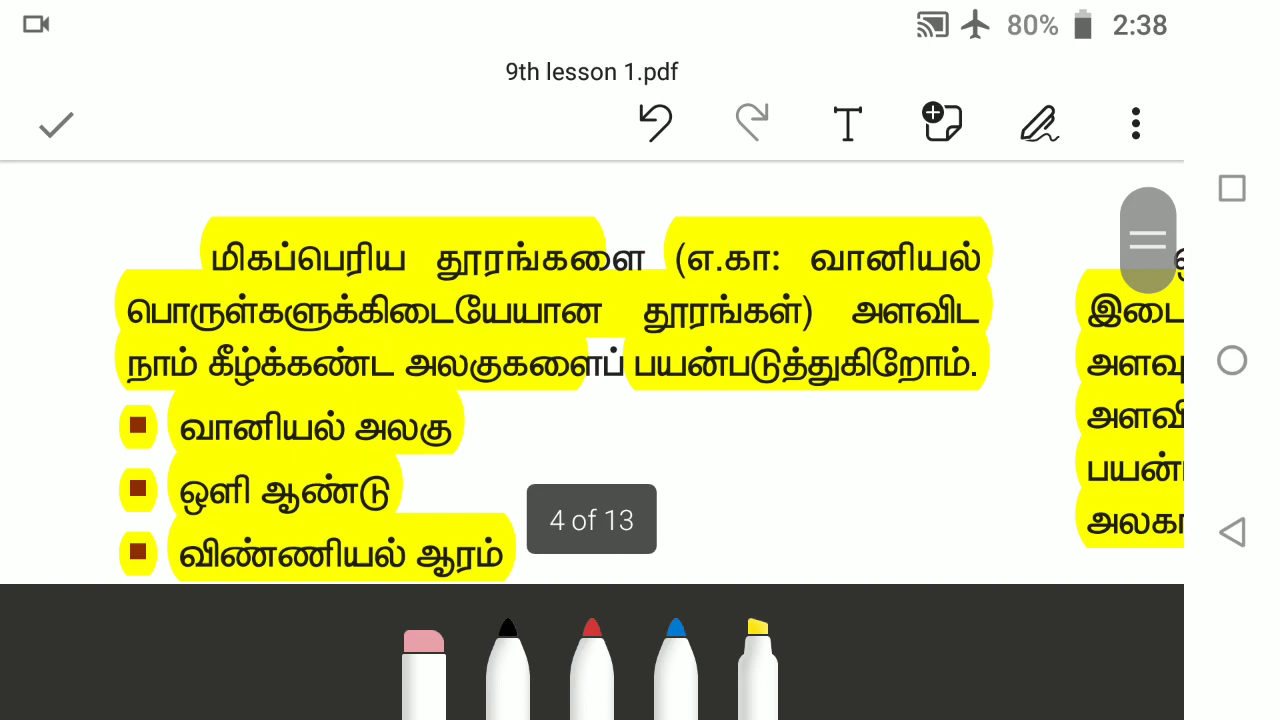 80% 2:38
9th lesson 1.pdf
மிகப்பெரிய தூரங்களை (எ.கா: வானியல்
பொருள்களுக்கிடையேயான தூரங்கள்) அளவிட
நாம் கீழ்க்கண்ட அலகுகளைப் பயன்படுத்துகிறோம்.
வானியல் அலகு
ஒளி ஆண்டு
விண்ணியல் ஆரம்
4 of 13
இடை